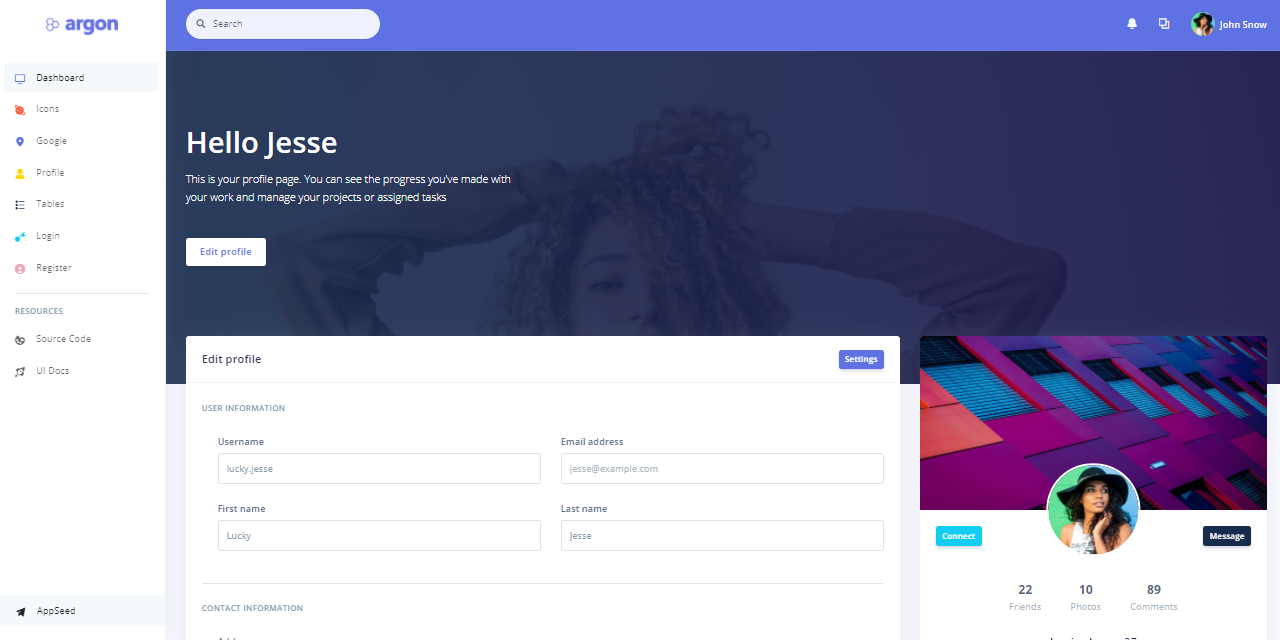 argon
Search
John Snow
Dashboard
Icons
Google
Profile
Tables
Login
Register
RESOURCES
Source Code
UI Docs
AppSeed
Hello Jesse
This is your profile page. You can see the progress you've made with
your work and manage your projects or assigned tasks
Edit profile
Edit profile
Settings
USER INFORMATION
Username
Email address
lucky.jesse
jesse@example.com
First name
Last name
Lucky
Jesse
CONTACT INFORMATION
Connect
Message
22
10
89
Friends
Photos
Comments